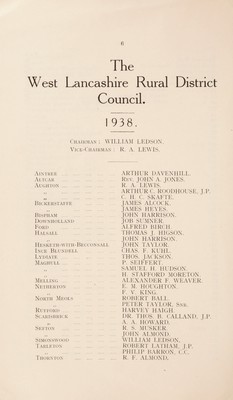 6
The
West Lancashire Rural District
Council.
1938.
Chairman: WILLIAM LEDSON.
Vice-Chairman: R. A. LEWIS.
Aintree ARTHUR DAVENHILL.
Altcar Rev. JOHN A. JONES.
Aughton R. A. LEWIS.
„ ARTHUR C. ROODHOUSE, J.P.
„ C. H. C. SKAFTE.
Bickerstaffe JAMES ALCOCK.
„ JAMES HEYES.
Bispham JOHN HARRISON.
Downholland JOB SUMNER
Ford ALFRED BIRCH
Halsall THOMAS J. HIGSON.
„ JOHN HARRISON.
Hesketh-with-Becconsall JOHN TAYLOR.
Ince Blundell CHAS. F. KUHL.
Lydiate THOS. JACKSON.
Maghull P. SEIFFERT.
„ SAMUEL H. HUDSON
„ H. STAFFORD MORETON.
Melling ALEXANDER F. WEAVER.
Netherton E. M. HOUGHTON.
„ F. V. KING.
North Meols ROBERT BALL.
„ PETER TAYLOR, Senr.
Rufford HARVEY HAIGH.
Scarisbrick DR. THOS. B. CALLAND, J.P.
„ A. A. HOWARD.
Sefton R. S. MUSKER.
„ JOHN ALMOND.
Simonswood WILLIAM LEDSON.
Tarleton ROBERT LATHAM, J.P.
„ PHILIP BARRON, C.C.
Thornton R. F. ALMOND.